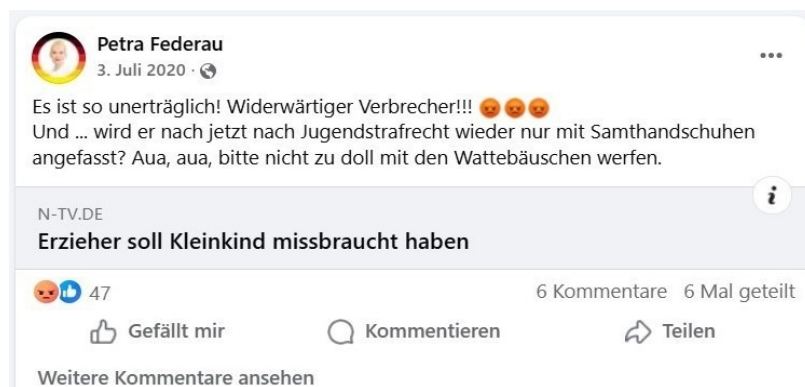 Petra Federau
3. Juli 2020 ·
Es ist so unerträglich! Widerwärtiger Verbrecher!!! 😡😡😡
Und ... wird er nach jetzt nach Jugendstrafrecht wieder nur mit Samthandschuhen
angefasst? Aua, aua, bitte nicht zu doll mit den Wattebäuschen werfen.
N-TV.DE
Erzieher soll Kleinkind missbraucht haben
47
6 Kommentare 6 Mal geteilt
Gefällt mir Kommentieren Teilen
Weitere Kommentare ansehen